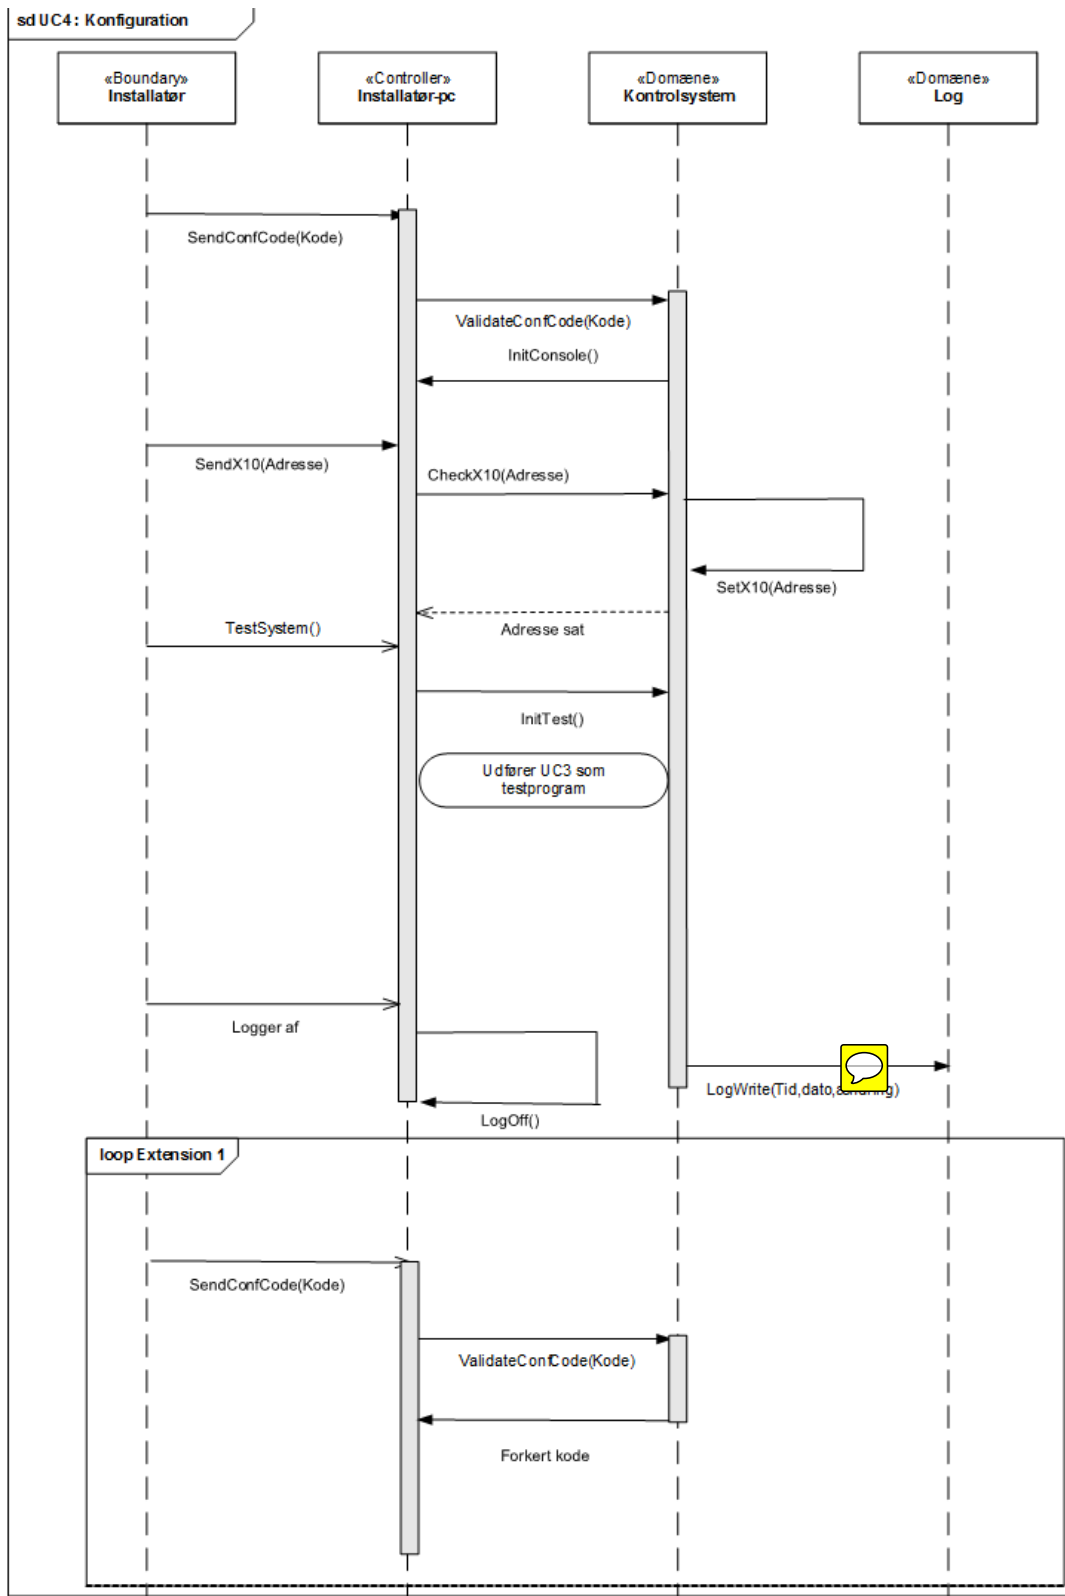 sd UC4: Konfiguration
«Boundary»
Installatør
«Controller»
Installatør-pc
«Domæne»
Kontrolsystem
«Domæne»
Log
SendConfCode(Kode)
ValidateConfCode(Kode)
InitConsole()
SendX10(Adresse)
CheckX10(Adresse)
SetX10(Adresse)
Adresse sat
TestSystem()
InitTest()
Udfører UC3 som
testprogram
Logger af
LogWrite(Tid,dato,ændring)
LogOff()
loop Extension 1
SendConfCode(Kode)
ValidateConfCode(Kode)
Forkert kode